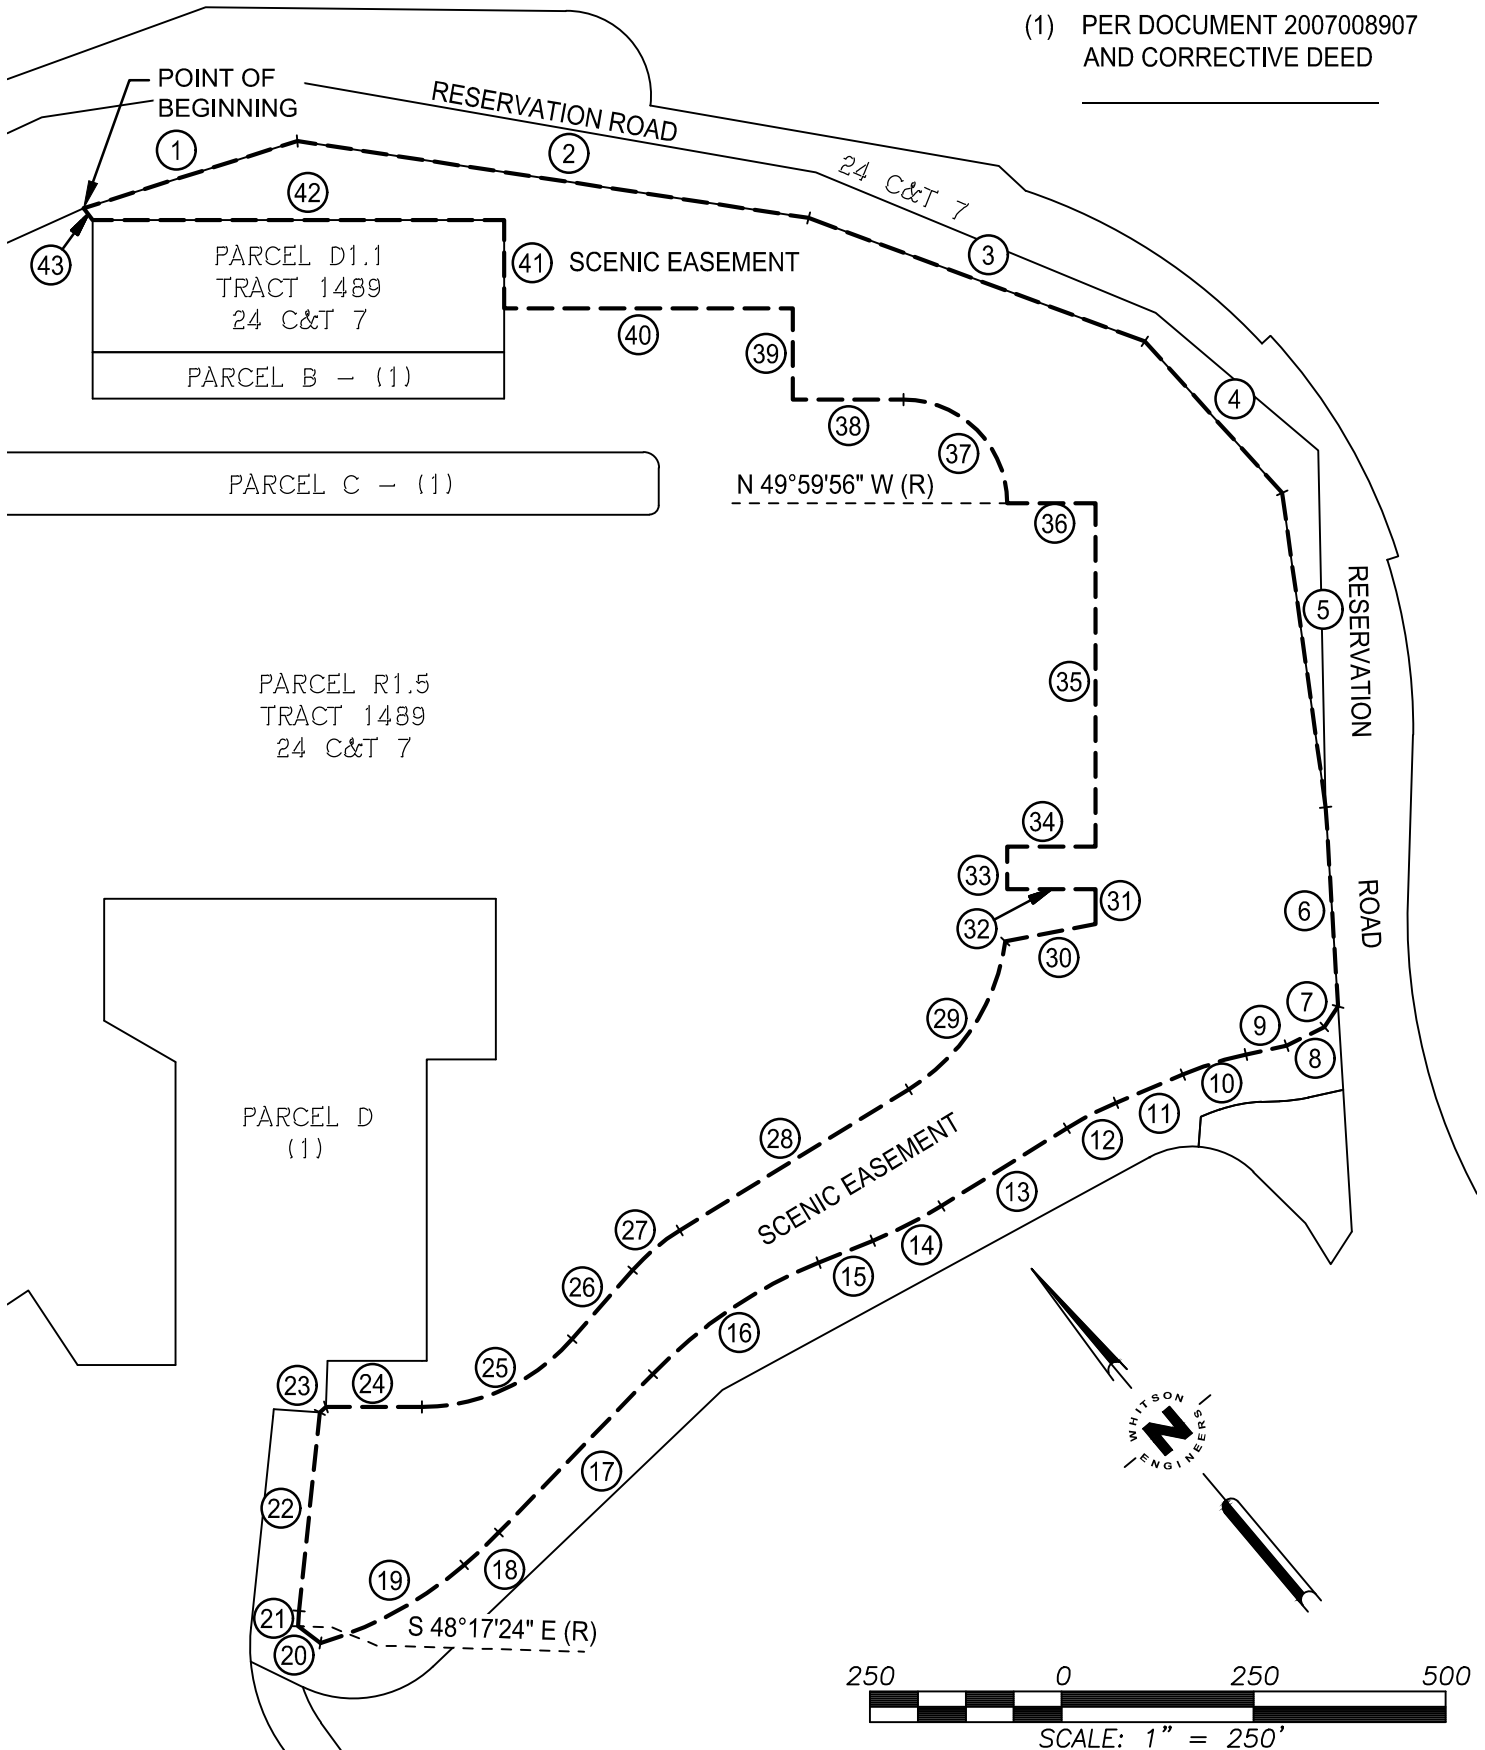 (1) PER DOCUMENT 2007008907
AND CORRECTIVE DEED
POINT OF
BEGINNING
RESERVATION ROAD
24 C&T 7
1
2
42
3
43
PARCEL D1.1
TRACT 1489
24 C&T 7
41
SCENIC EASEMENT
40
39
PARCEL B - (1)
4
38
37
PARCEL C - (1)
N 49°59'56" W (R)
36
5
RESERVATION
ROAD
PARCEL R1.5
TRACT 1489
24 C&T 7
35
34
33
31
32
6
30
7
29
9
8
10
11
12
PARCEL D
(1)
28
SCENIC EASEMENT
13
27
14
15
26
16
25
23
24
17
22
18
19
21
20
S 48°17'24" E (R)
WHITSON
N
ENGINEERS
250 0 250 500
SCALE: 1" = 250'